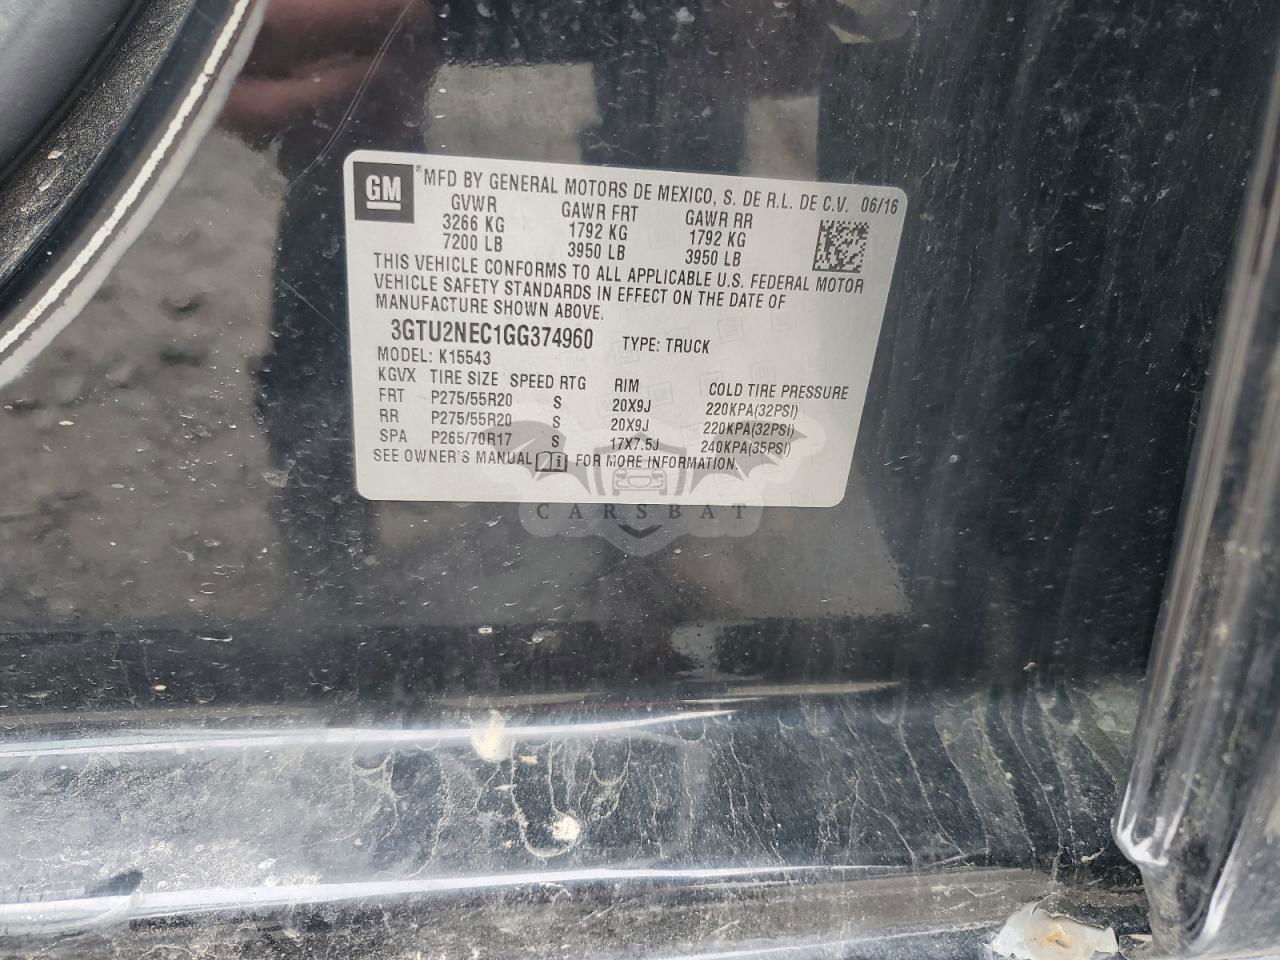 GM
®MFD BY GENERAL MOTORS DE MEXICO, S. DE R.L. DE C.V. 06/16
GVWR GAWR FRT GAWR RR
3266 KG 1792 KG 1792 KG
7200 LB 3950 LB 3950 LB
THIS VEHICLE CONFORMS TO ALL APPLICABLE U.S. FEDERAL MOTOR
VEHICLE SAFETY STANDARDS IN EFFECT ON THE DATE OF
MANUFACTURE SHOWN ABOVE.
3GTU2NEC1GG374960 TYPE: TRUCK
MODEL: K15543
KGVX TIRE SIZE SPEED RTG RIM COLD TIRE PRESSURE
FRT P275/55R20 S 20X9J 220KPA(32PSI)
RR P275/55R20 S 20X9J 220KPA(32PSI)
SPA P265/70R17 S 17X7.5J 240KPA(35PSI)
SEE OWNER'S MANUAL FOR MORE INFORMATION
CARSBAT